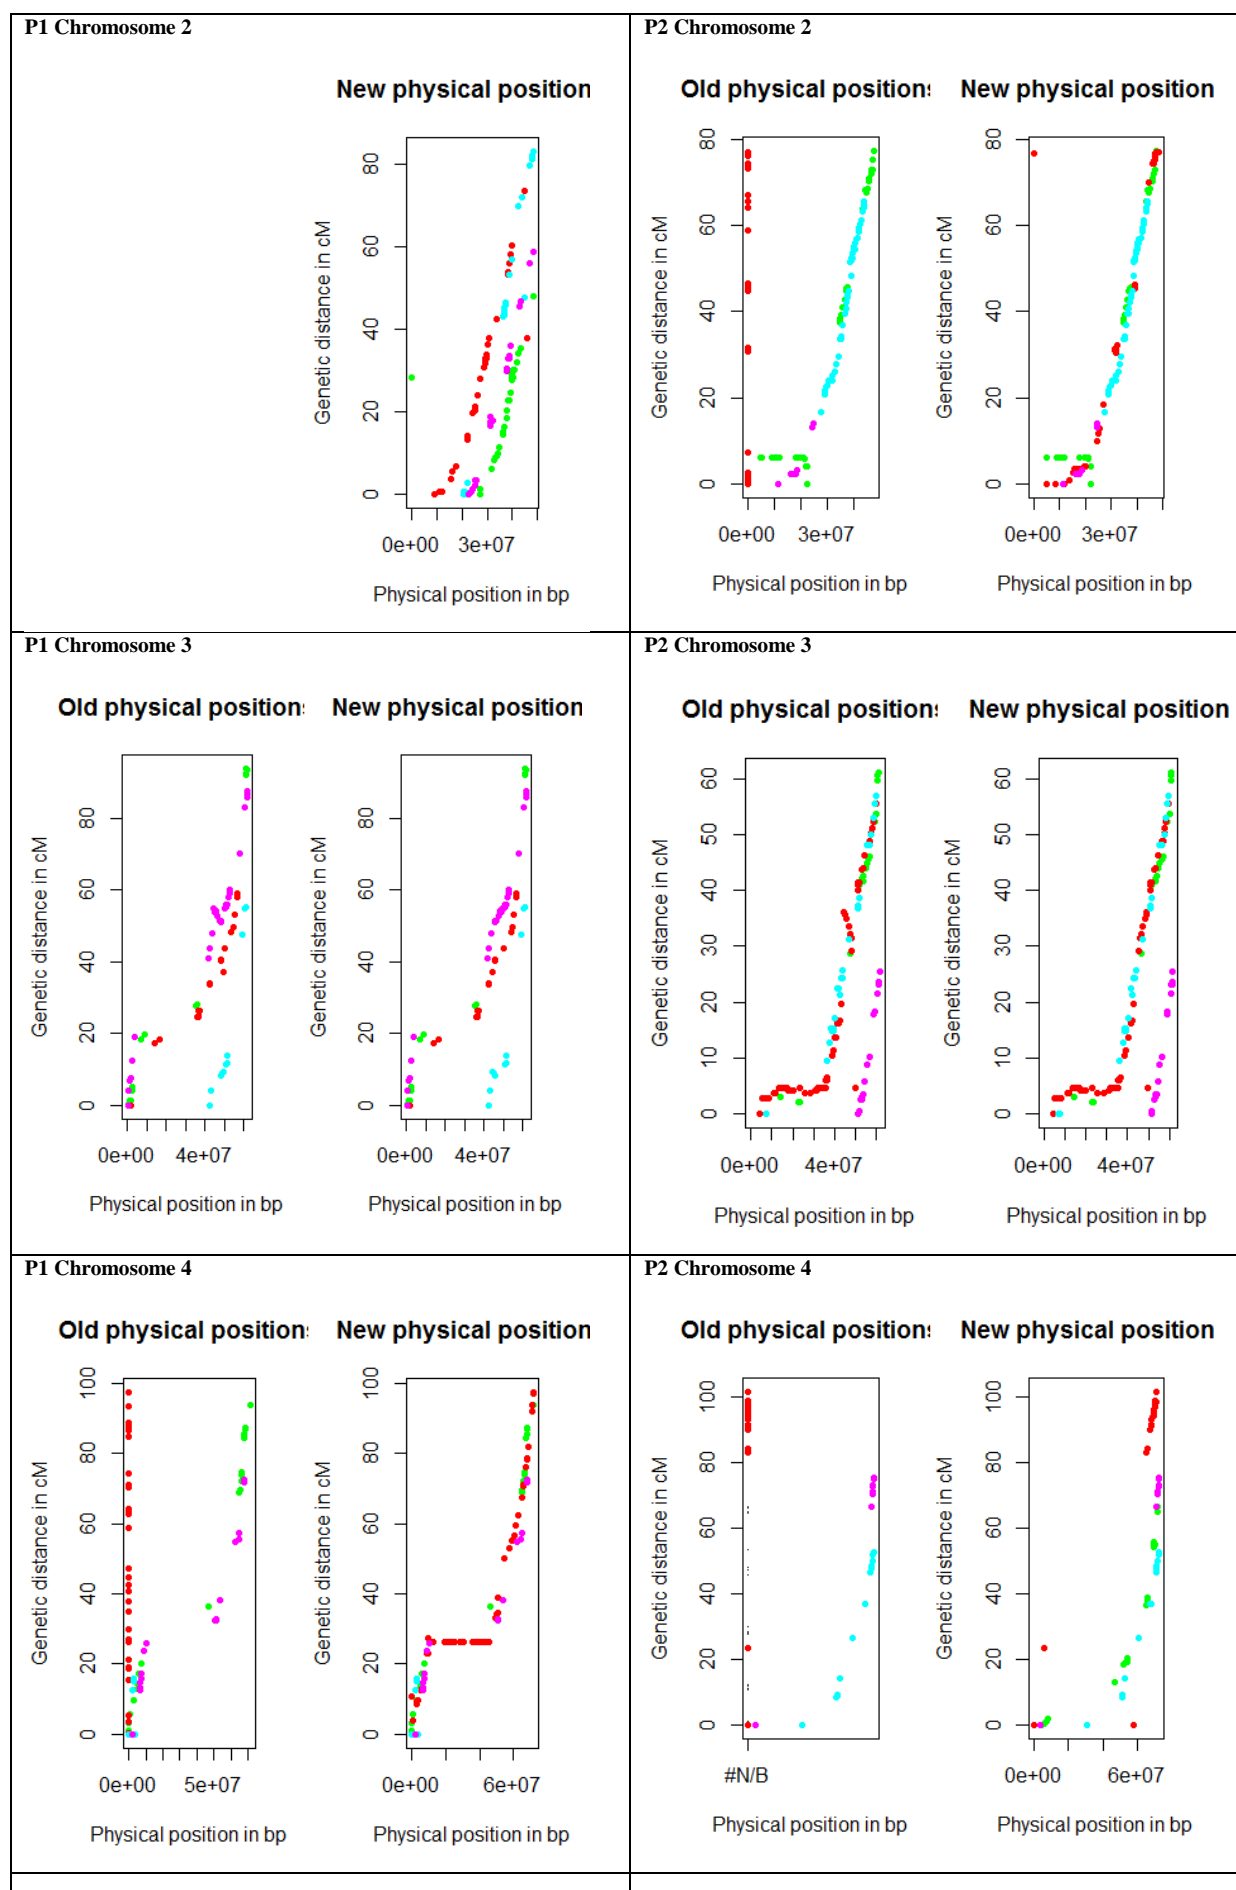 P1 Chromosome 2
New physical position
80
60
40
20
0
Genetic distance in cM
0e+00 3e+07
Physical position in bp
P2 Chromosome 2
Old physical positions New physical position
80
60
40
20
0
Genetic distance in cM
0e+00 3e+07
Physical position in bp
80
60
40
20
0
Genetic distance in cM
0e+00 3e+07
Physical position in bp
P1 Chromosome 3
Old physical positions New physical position
80
60
40
20
0
Genetic distance in cM
0e+00 4e+07
Physical position in bp
80
60
40
20
0
Genetic distance in cM
0e+00 4e+07
Physical position in bp
P2 Chromosome 3
Old physical positions New physical position
60
50
40
30
20
10
0
Genetic distance in cM
0e+00 4e+07
Physical position in bp
60
50
40
30
20
10
0
Genetic distance in cM
0e+00 4e+07
Physical position in bp
P1 Chromosome 4
Old physical positions New physical position
100
80
60
40
20
0
Genetic distance in cM
0e+00 5e+07
Physical position in bp
100
80
60
40
20
0
Genetic distance in cM
0e+00 6e+07
Physical position in bp
P2 Chromosome 4
Old physical positions New physical position
100
80
60
40
20
0
Genetic distance in cM
#N/B
Physical position in bp
100
80
60
40
20
0
Genetic distance in cM
0e+00 6e+07
Physical position in bp